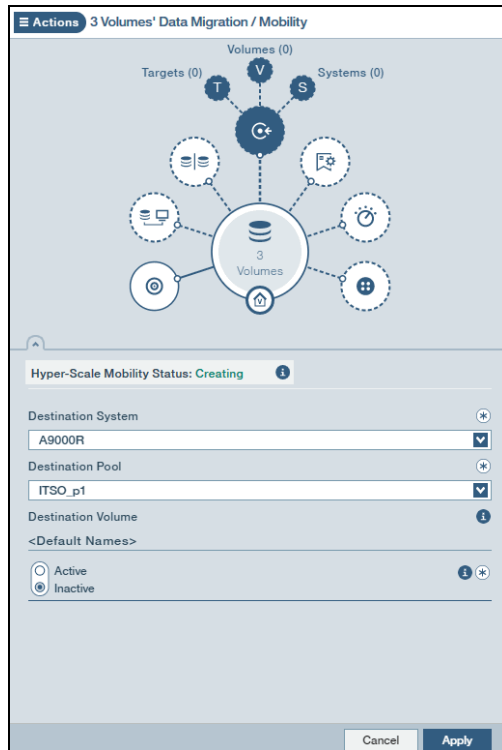 Actions 3 Volumes' Data Migration / Mobility
Volumes (0)
Targets (0)
Systems (0)
T
V
S
3
Volumes
V
Hyper-Scale Mobility Status: Creating
Destination System
A9000R
Destination Pool
ITSO_p1
Destination Volume
<Default Names>
Active
Inactive
Cancel
Apply